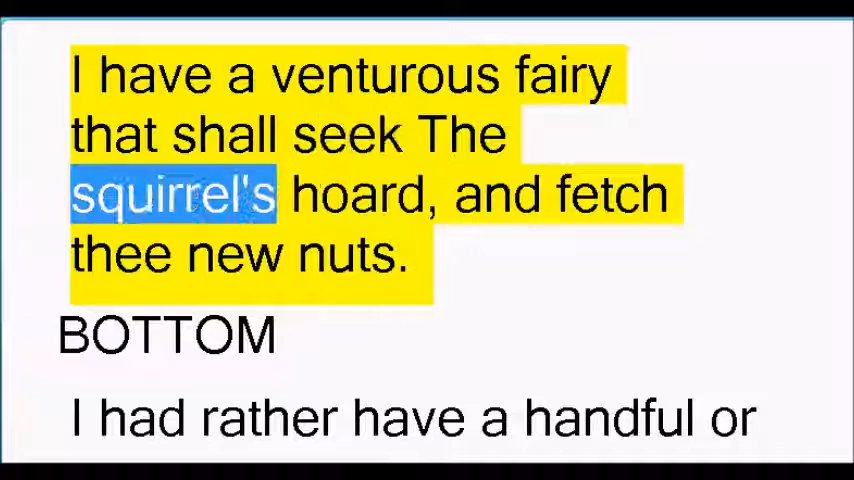 I have a venturous fairy
that shall seek The
squirrel's hoard, and fetch
thee new nuts.
BOTTOM
I had rather have a handful or